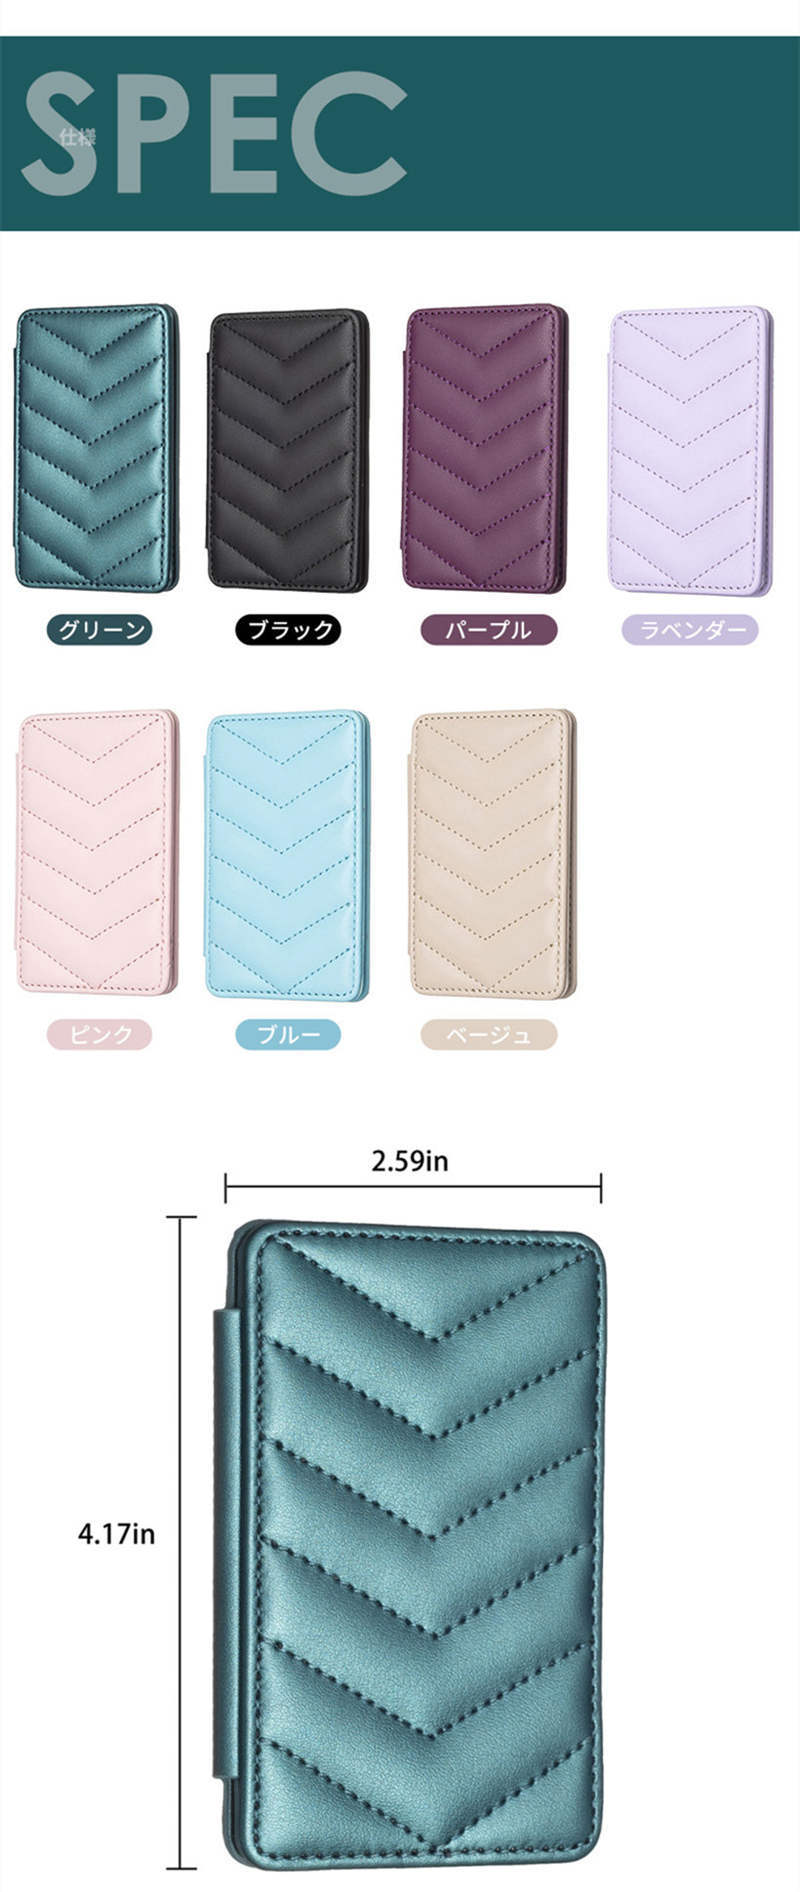 SPEC
仕様
グリーン
ブラック
パープル
ラベンダー
ピンク
ブルー
ベージュ
2.59in
4.17in